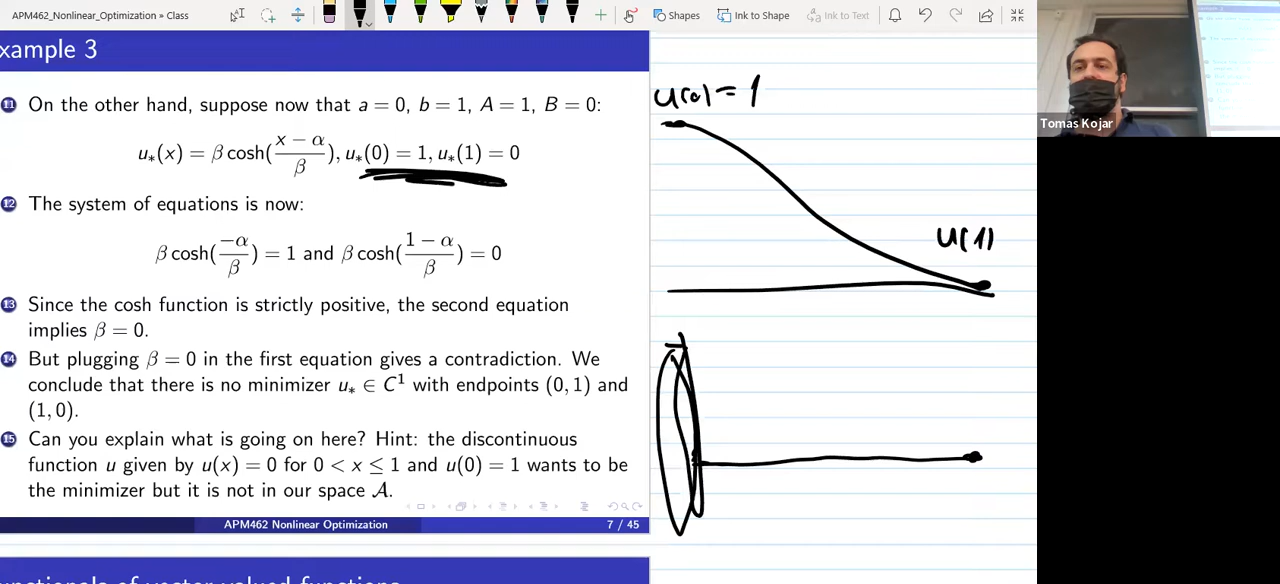 APM462_Nonlinear_Optimization » Class
Shapes
Ink to Shape
Ink to Text
xample 3
11 On the other hand, suppose now that a = 0, b = 1, A = 1, B = 0:
u∗(x) = β cosh(x − α / β), u∗(0) = 1, u∗(1) = 0
12 The system of equations is now:
β cosh(−α / β) = 1 and β cosh(1 − α / β) = 0
13 Since the cosh function is strictly positive, the second equation
implies β = 0.
14 But plugging β = 0 in the first equation gives a contradiction. We
conclude that there is no minimizer u∗ ∈ C¹ with endpoints (0, 1) and
(1, 0).
15 Can you explain what is going on here? Hint: the discontinuous
function u given by u(x) = 0 for 0 < x ≤ 1 and u(0) = 1 wants to be
the minimizer but it is not in our space 𝒜.
APM462 Nonlinear Optimization
7 / 45
u(0) = 1
u(1)
Tomas Kojar